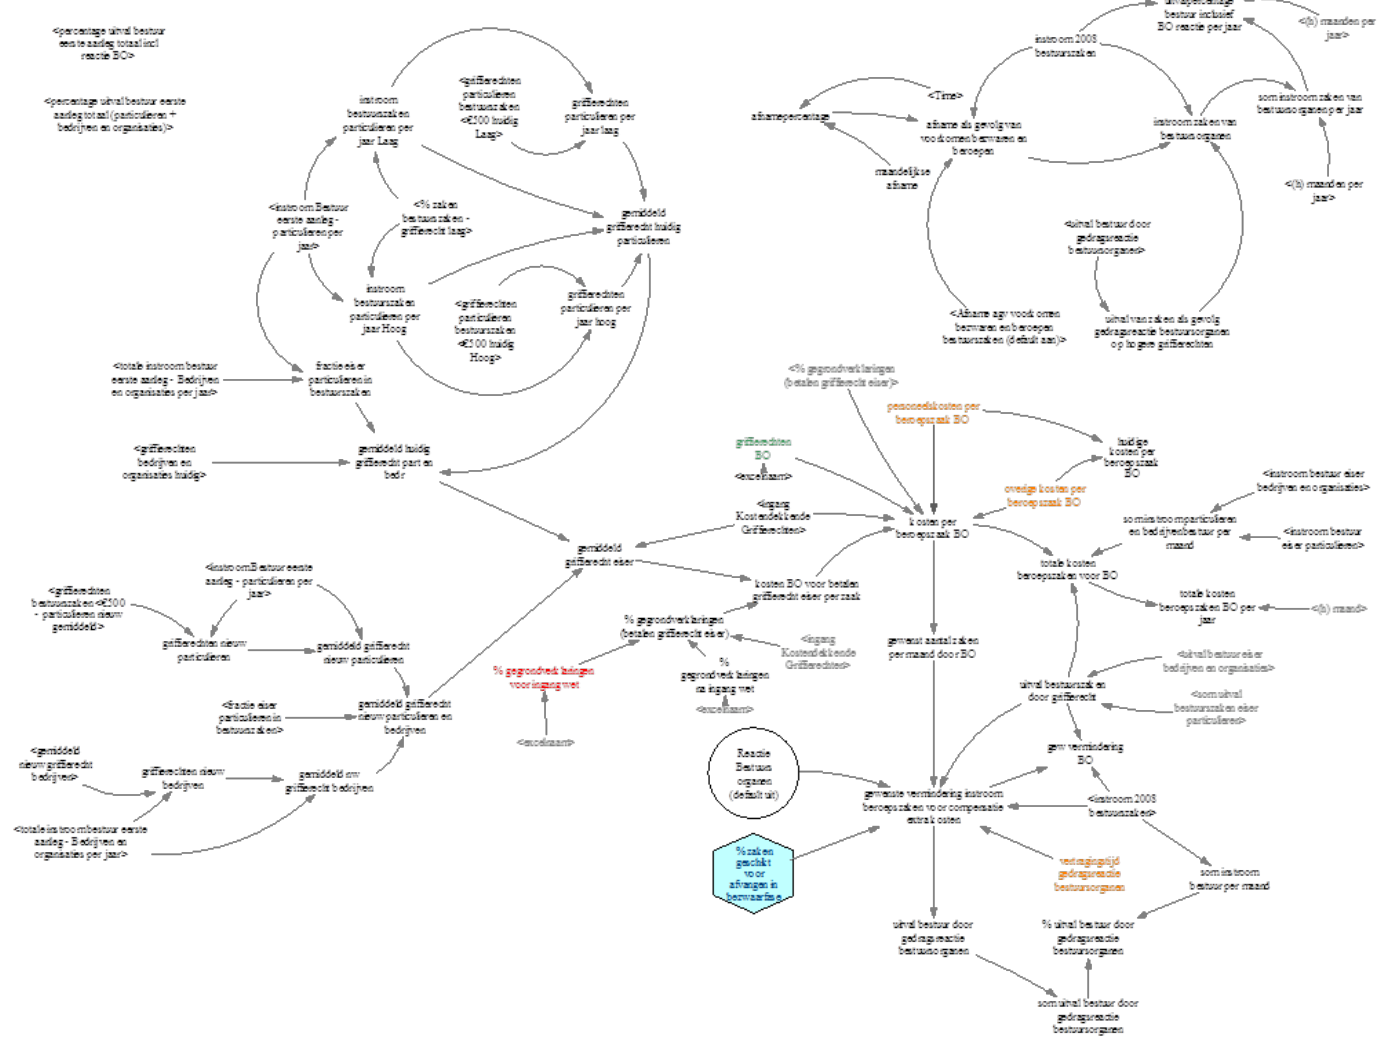 <percentage uitval bestuur
eerste aanleg totaal incl
reactie BO>
<percentage uitval bestuur eerste
aanleg totaal (particulieren +
bedrijven en organisaties)>
instroom
bestuurszaken
particulieren per
jaar Laag
<griffierechten
particulieren
bestuurszaken
<€500 huidig
Laag>
griffierechten
particulieren per
jaar laag
<instroom Bestuur
eerste aanleg -
particulieren per
jaar>
<% zaken
bestuurszaken -
griffierecht laag>
gemiddeld
griffierecht huidig
particulieren
instroom
bestuurszaken
particulieren per
jaar Hoog
<griffierechten
particulieren
bestuurszaken
<€500 huidig
Hoog>
griffierechten
particulieren per
jaar hoog
<totale instroom bestuur
eerste aanleg - Bedrijven
en organisaties per jaar>
fractie eiser
particulieren in
bestuurszaken
<griffierechten
bedrijven en
organisaties huidig>
gemiddeld huidig
griffierecht part en
bedr
uitvalpercentage
bestuur inclusief
BO reactie per jaar
<(h) maanden per
jaar>
instroom 2008
bestuurszaken
<Time>
afnamepercentage
afname als gevolg van
voorkomen bezwaren en
beroepen
maandelijkse
afname
instroom zaken van
bestuursorganen
som instroom zaken van
bestuursorganen per jaar
<(h) maanden per
jaar>
<uitval bestuur door
gedragsreactie
bestuursorganen>
<Afname agv voorkomen
bezwaren en beroepen
bestuurszaken (default aan)>
uitval van zaken als gevolg
gedragsreactie bestuursorganen
op hogere griffierechten
<% gegrondverklaringen
(betalen griffierecht eiser)>
personeelskosten per
beroepszaak BO
griffierechten
BO
<excelnaam>
huidige
kosten per
beroepszaak
BO
overige kosten per
beroepszaak BO
<instroom bestuur eiser
bedrijven en organisaties>
<ingang
Kostendekkende
Griffierechten>
kosten per
beroepszaak BO
som instroom particulieren
en bedrijven bestuur per
maand
<instroom bestuur
eiser particulieren>
gemiddeld
griffierecht eiser
totale kosten
beroepszaken voor BO
kosten BO voor betalen
griffierecht eiser per zaak
totale kosten
beroepszaken BO per
jaar
<(h) maand>
<griffierechten
bestuurszaken <€500
- particulieren nieuw
gemiddeld>
<instroom Bestuur eerste
aanleg - particulieren per
jaar>
griffierechten nieuw
particulieren
gemiddeld griffierecht
nieuw particulieren
% gegrondverklaringen
(betalen griffierecht eiser)
<ingang
Kostendekkende
Griffierechten>
gewenst aantal zaken
per maand door BO
% gegrondverklaringen
voor ingang wet
%
gegrondverklaringen
na ingang wet
<excelnaam>
<excelnaam>
<uitval bestuur eiser
bedrijven en organisaties>
uitval bestuurszaken
door griffierecht
<som uitval
bestuurszaken eiser
particulieren>
<fractie eiser
particulieren in
bestuurszaken>
gemiddeld griffierecht
nieuw particulieren en
bedrijven
<gemiddeld
nieuw griffierecht
bedrijven>
griffierechten nieuw
bedrijven
gemiddeld nw
griffierecht bedrijven
<totale instroom bestuur eerste
aanleg - Bedrijven en
organisaties per jaar>
Reactie
Bestuurs
organen
(default uit)
gew vermindering
BO
gewenste vermindering instroom
beroepszaken voor compensatie
extra kosten
<instroom 2008
bestuurszaken>
% zaken
geschikt
voor
afvangen in
bezwaarfase
vertragingstijd
gedragsreactie
bestuursorganen
som instroom
bestuur per maand
uitval bestuur door
gedragsreactie
bestuursorganen
% uitval bestuur door
gedragsreactie
bestuursorganen
som uitval bestuur door
gedragsreactie
bestuursorganen